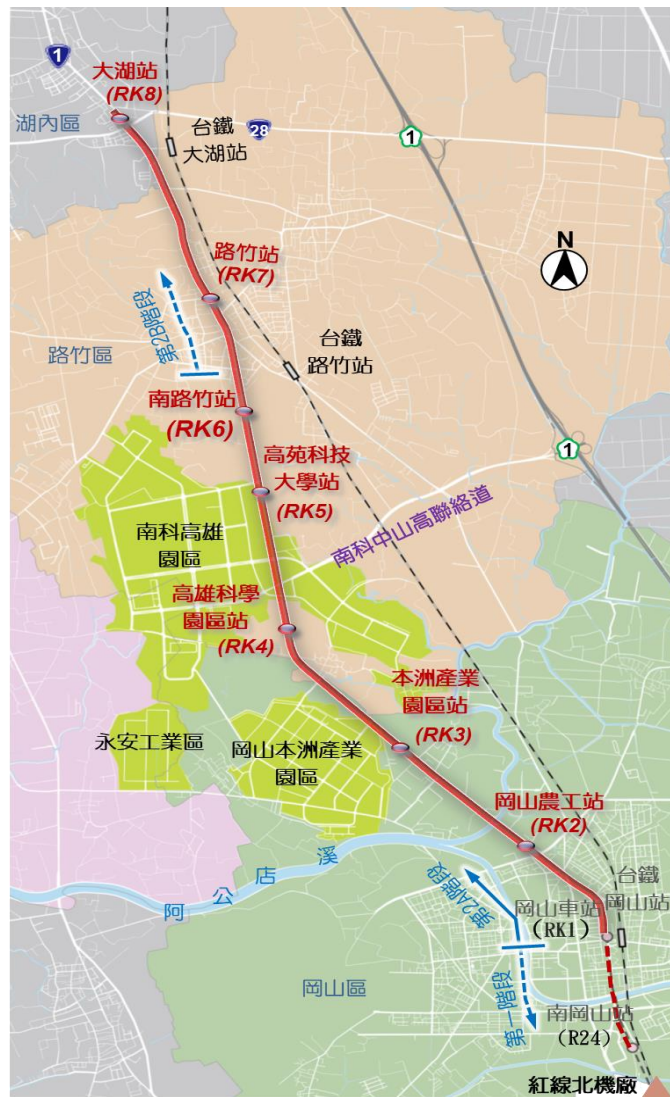 1
大湖站
(RK8)
湖內區
台鐵
大湖站
28
1
N
路竹站
(RK7)
第2B階段
路竹區
台鐵
路竹站
南路竹站
(RK6)
1
高苑科技
大學站
(RK5)
南科中山高聯絡道
南科高雄
園區
高雄科學
園區站
(RK4)
本洲產業
園區站
(RK3)
永安工業區
岡山本洲產業
園區
岡山農工站
(RK2)
阿公店溪
第2A階段
台鐵
岡山站
岡山車站
(RK1)
岡山區
第一階段
南岡山站
(R24)
紅線北機廠